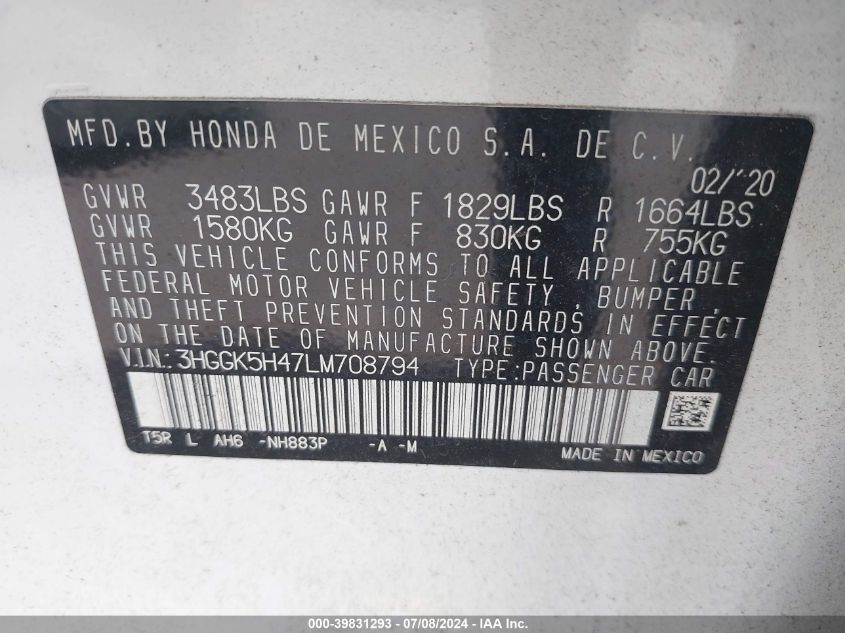 MFD. BY HONDA DE MEXICO S.A. DE C.V.
02/'20
GVWR 3483LBS GAWR F 1829LBS R 1664LBS
GVWR 1580KG GAWR F 830KG R 755KG
THIS VEHICLE CONFORMS TO ALL APPLICABLE
FEDERAL MOTOR VEHICLE SAFETY , BUMPER ,
AND THEFT PREVENTION STANDARDS IN EFFECT
ON THE DATE OF MANUFACTURE SHOWN ABOVE.
V.I.N.: 3HGGK5H47LM708794 TYPE:PASSENGER CAR
T5R L AH6 -NH883P -A -M
MADE IN MEXICO
000-39831293 - 07/08/2024 - IAA Inc.